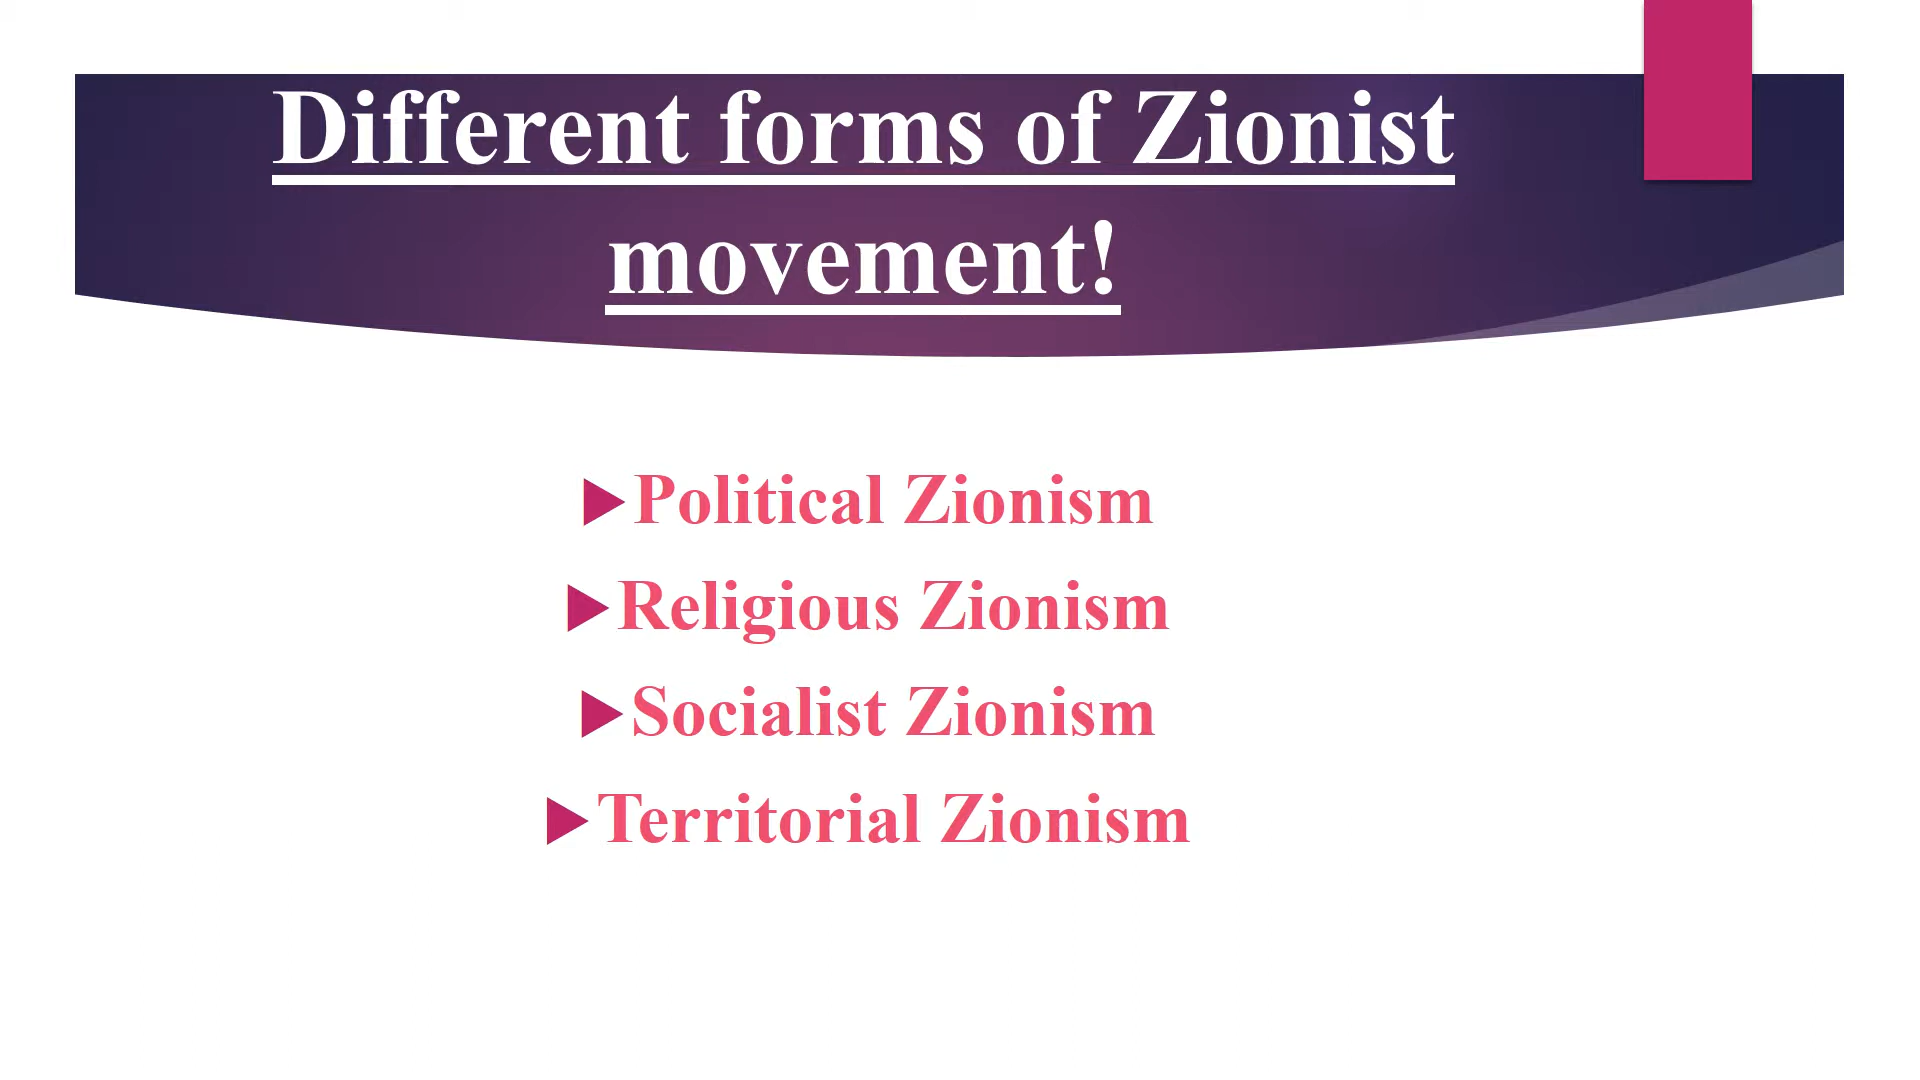 Different forms of Zionist
movement!
Political Zionism
Religious Zionism
Socialist Zionism
Territorial Zionism